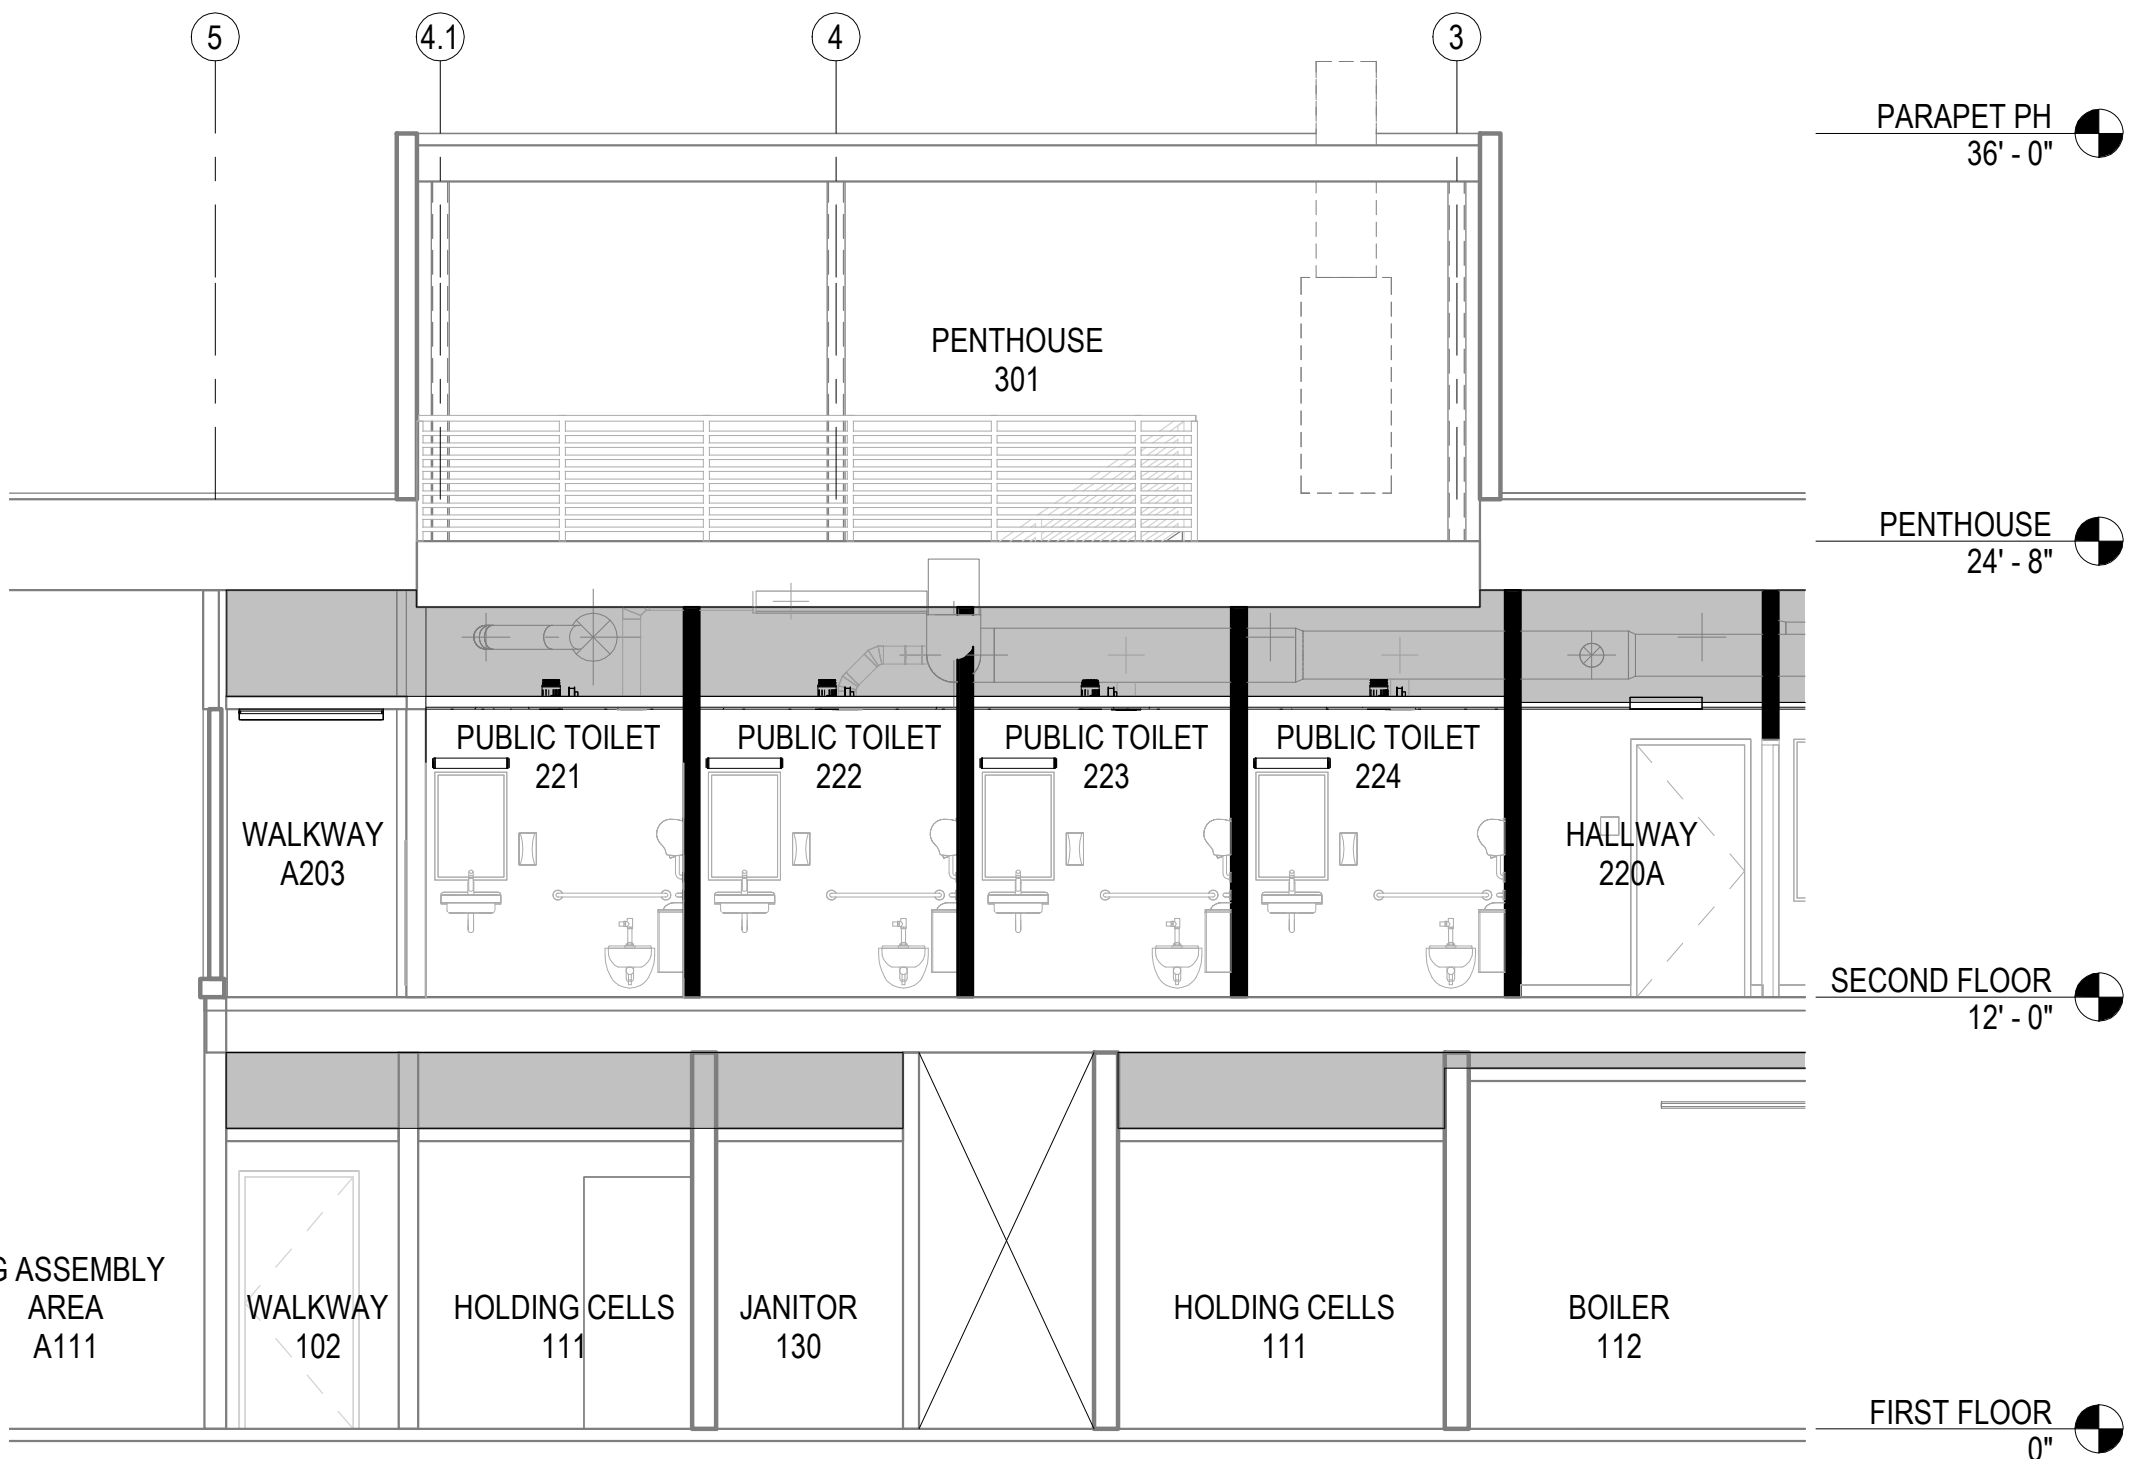 5
4.1
4
3
PARAPET PH
36' - 0"
PENTHOUSE
301
PENTHOUSE
24' - 8"
PUBLIC TOILET
221
PUBLIC TOILET
222
PUBLIC TOILET
223
PUBLIC TOILET
224
WALKWAY
A203
HALLWAY
220A
SECOND FLOOR
12' - 0"
ASSEMBLY
AREA
A111
WALKWAY
102
HOLDING CELLS
111
JANITOR
130
HOLDING CELLS
111
BOILER
112
FIRST FLOOR
0"